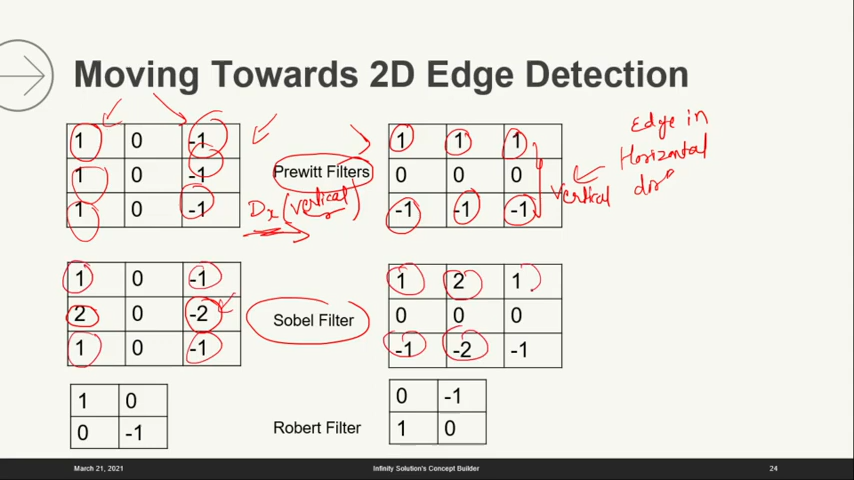 Moving Towards 2D Edge Detection
1 0 -1
1 0 -1
1 0 -1
Prewitt Filters
Dx (vertical)
1 1 1
0 0 0
-1 -1 -1
Edge in
Horizontal
vertical
1 0 -1
2 0 -2
1 0 -1
Sobel Filter
1 2 1
0 0 0
-1 -2 -1
1 0
0 -1
Robert Filter
0 -1
1 0
March 21, 2021
Infinity Solution's Concept Builder
24